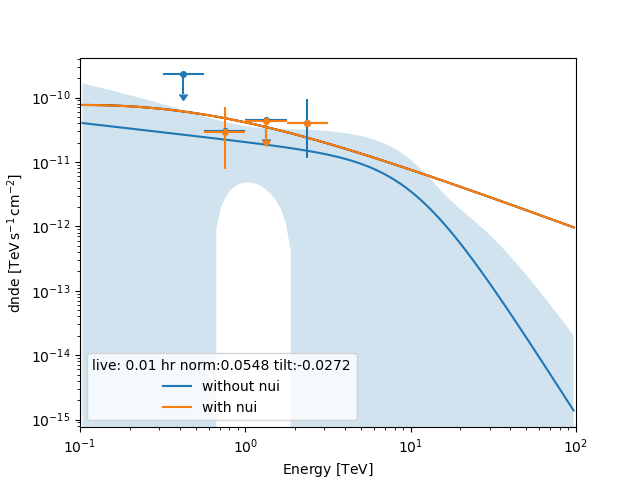 dnde [TeV s⁻¹ cm⁻²]
10⁻¹⁰
10⁻¹¹
10⁻¹²
10⁻¹³
10⁻¹⁴
10⁻¹⁵
live: 0.01 hr norm:0.0548 tilt:-0.0272
without nui
with nui
10⁻¹ 10⁰ 10¹ 10²
Energy [TeV]